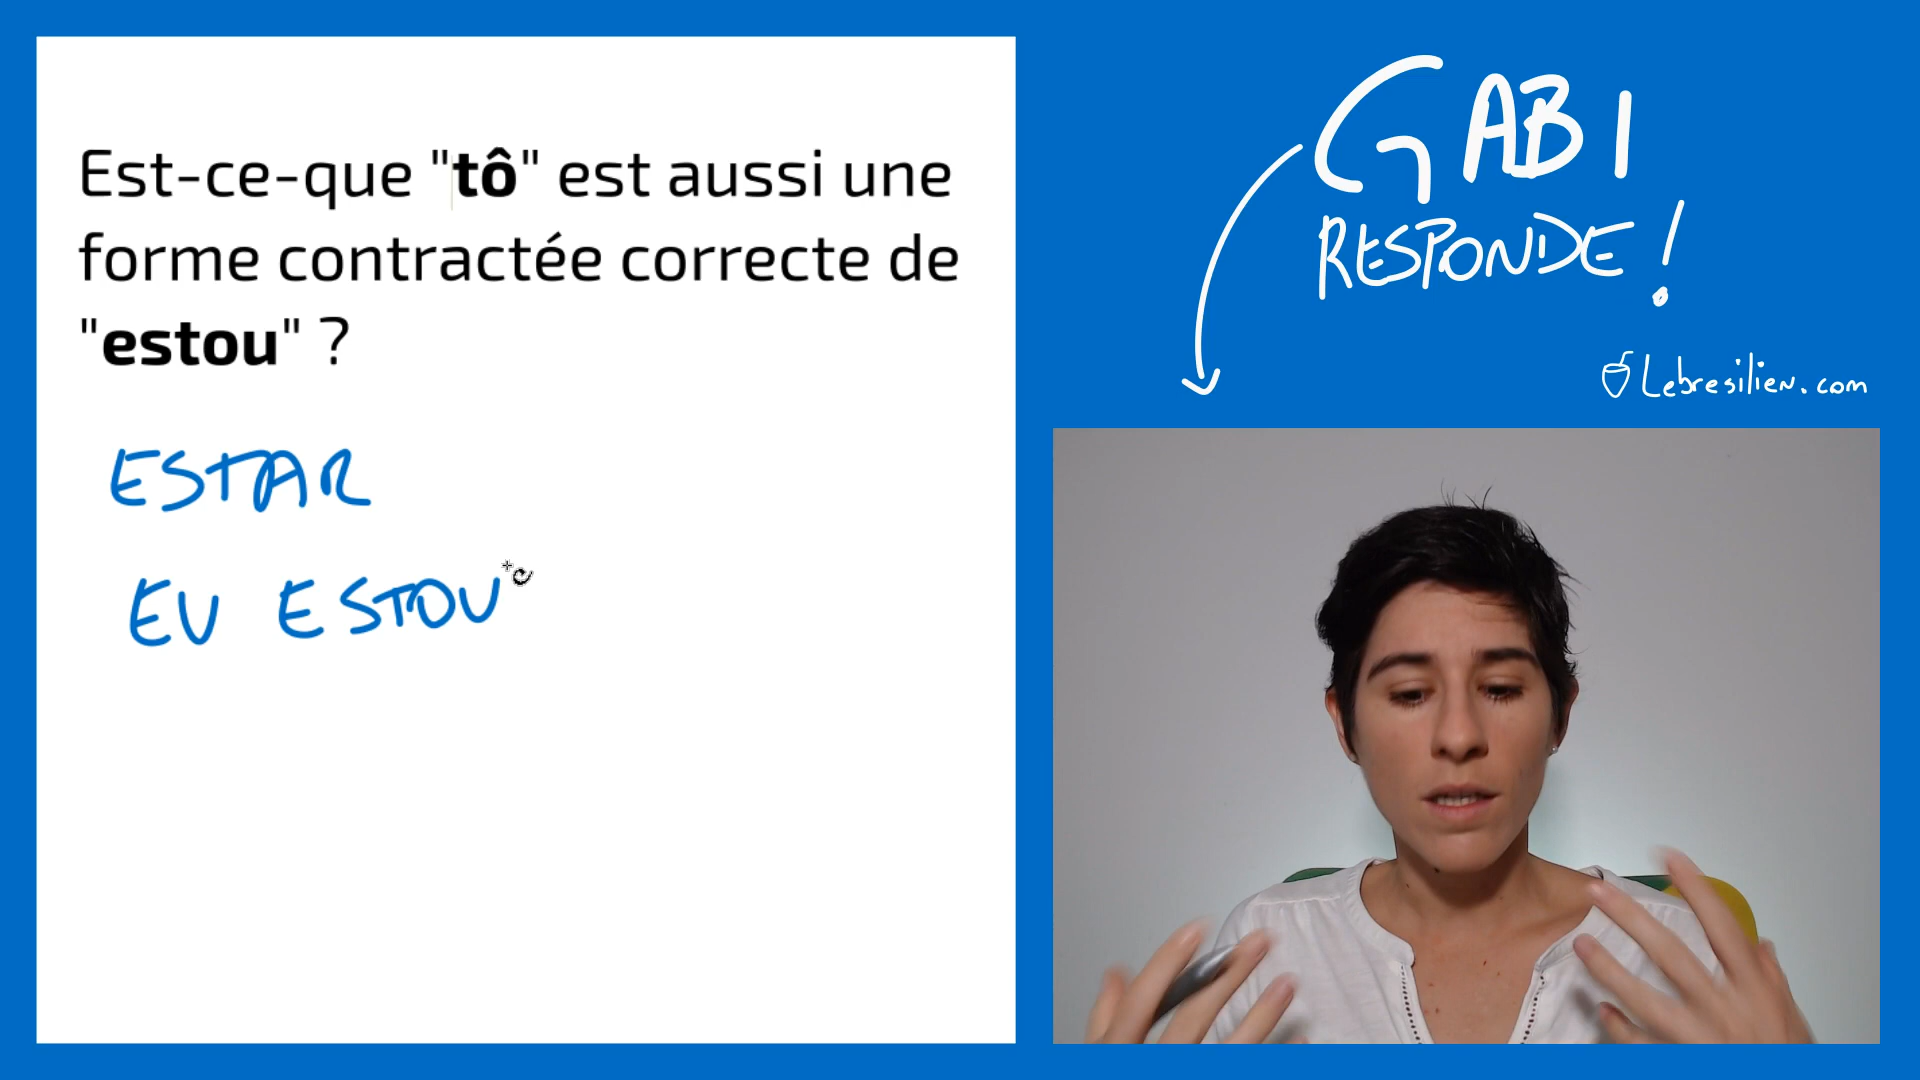 Est-ce-que "tô" est aussi une
forme contractée correcte de
"estou" ?
ESTAR
EU ESTOU
GABI
RESPONDE!
Lebresilien.com